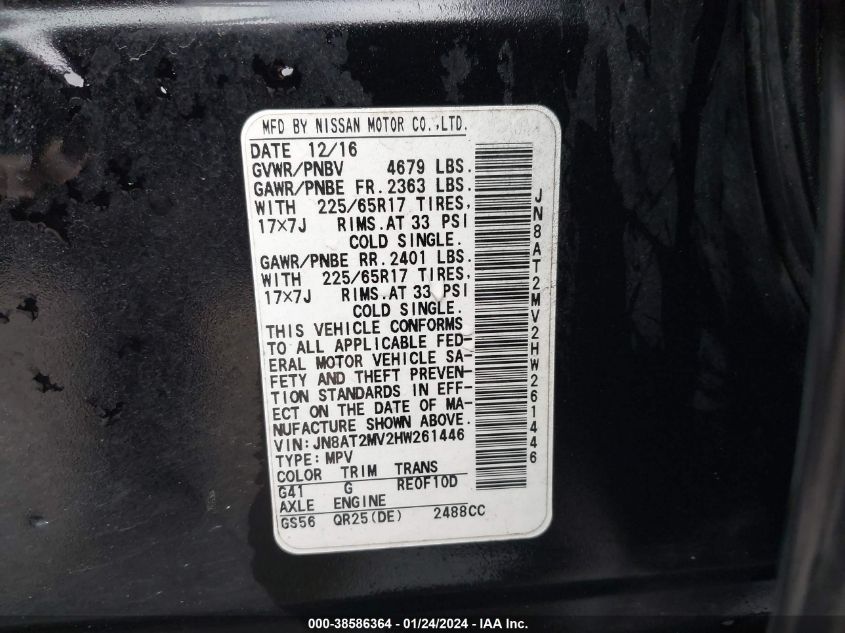 MFD BY NISSAN MOTOR CO.,LTD.
DATE 12/16
GVWR/PNBV 4679 LBS.
GAWR/PNBE FR. 2363 LBS.
WITH 225/65R17 TIRES,
17×7J RIMS.AT 33 PSI
COLD SINGLE.
GAWR/PNBE RR. 2401 LBS.
WITH 225/65R17 TIRES,
17×7J RIMS.AT 33 PSI
COLD SINGLE.
THIS VEHICLE CONFORMS
TO ALL APPLICABLE FED-
ERAL MOTOR VEHICLE SA-
FETY AND THEFT PREVEN-
TION STANDARDS IN EFF-
ECT ON THE DATE OF MA-
NUFACTURE SHOWN ABOVE.
VIN:JN8AT2MV2HW261446
TYPE:MPV
COLOR TRIM TRANS
G41 G RE0F10D
AXLE ENGINE
GS56 QR25(DE) 2488CC
JN8AT2MV2HW261446
000-38586364 - 01/24/2024 - IAA Inc.